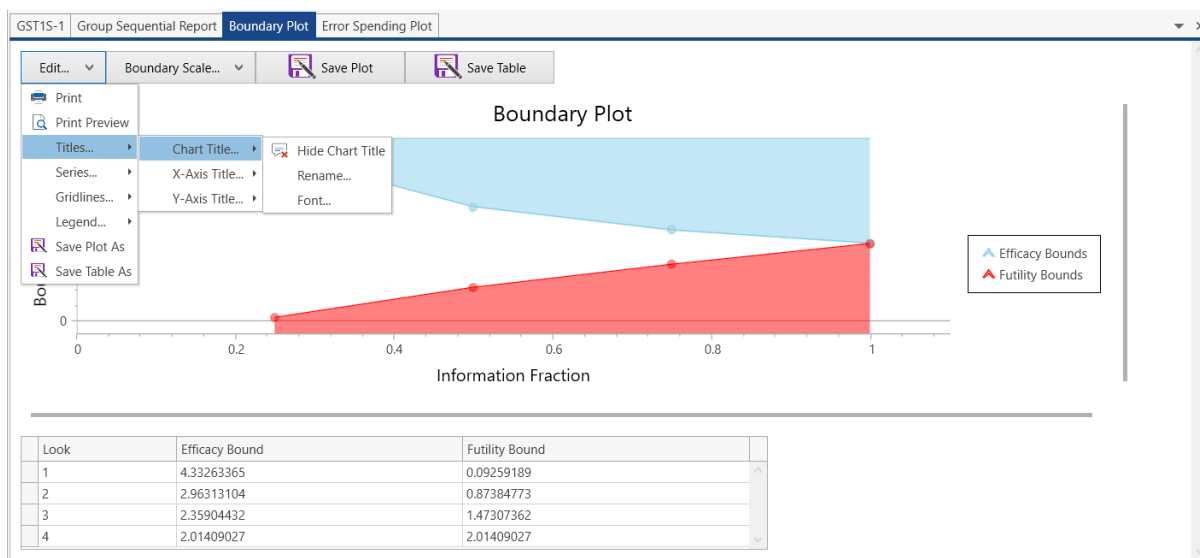 GST1S-1 Group Sequential Report Boundary Plot Error Spending Plot
Edit... Boundary Scale... Save Plot Save Table
Print
Print Preview
Titles...
Series...
Gridlines...
Legend...
Save Plot As
Save Table As
Chart Title...
X-Axis Title...
Y-Axis Title...
Hide Chart Title
Rename...
Font...
Boundary Plot
Efficacy Bounds
Futility Bounds
0
0 0.2 0.4 0.6 0.8 1
Information Fraction
Look Efficacy Bound Futility Bound
1 4.33263365 0.09259189
2 2.96313104 0.87384773
3 2.35904432 1.47307362
4 2.01409027 2.01409027